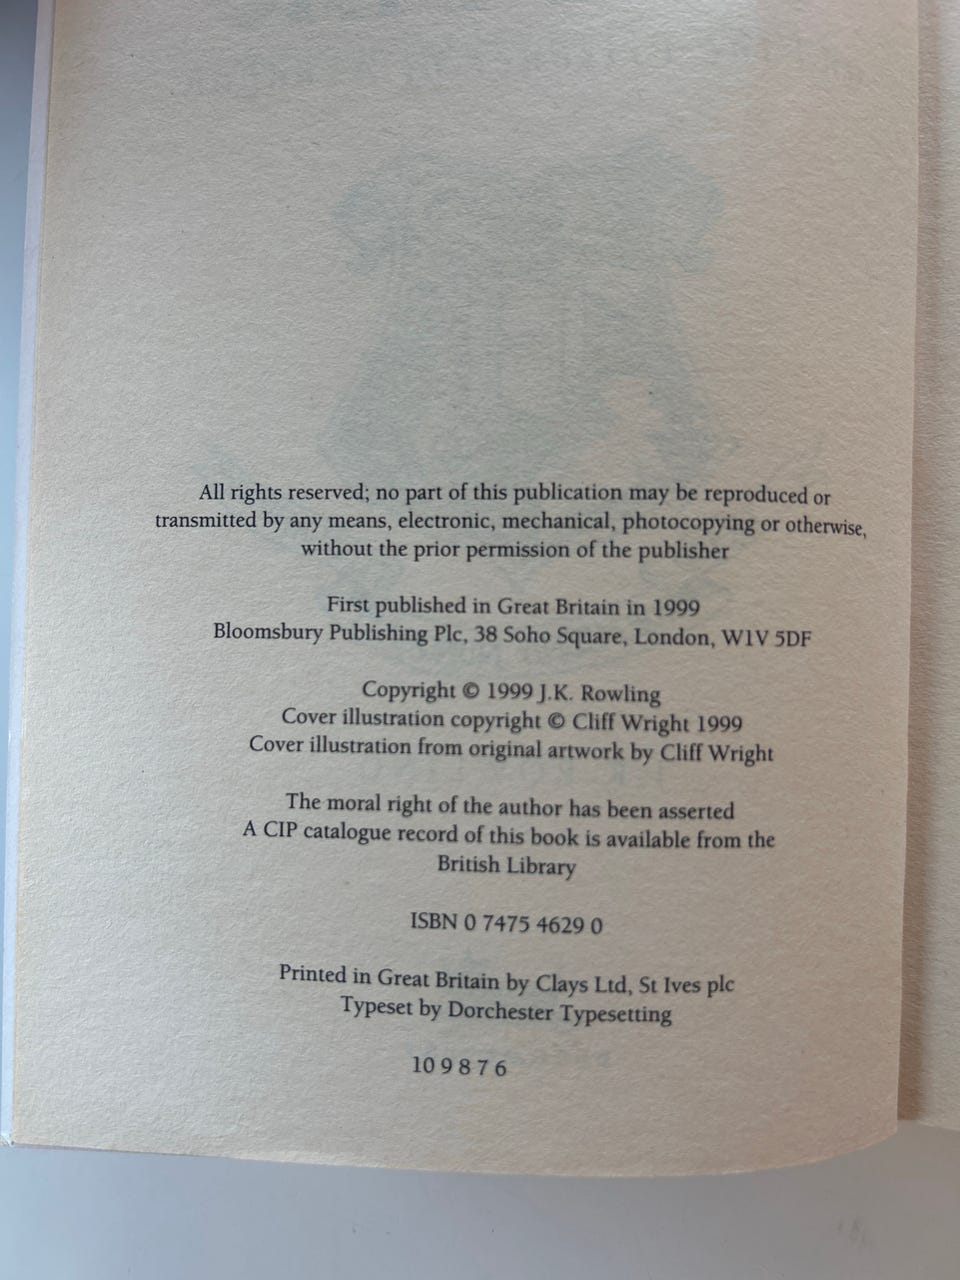 All rights reserved; no part of this publication may be reproduced or
transmitted by any means, electronic, mechanical, photocopying or otherwise,
without the prior permission of the publisher
First published in Great Britain in 1999
Bloomsbury Publishing Plc, 38 Soho Square, London, W1V 5DF
Copyright © 1999 J.K. Rowling
Cover illustration copyright © Cliff Wright 1999
Cover illustration from original artwork by Cliff Wright
The moral right of the author has been asserted
A CIP catalogue record of this book is available from the
British Library
ISBN 0 7475 4629 0
Printed in Great Britain by Clays Ltd, St Ives plc
Typeset by Dorchester Typesetting
10 9 8 7 6